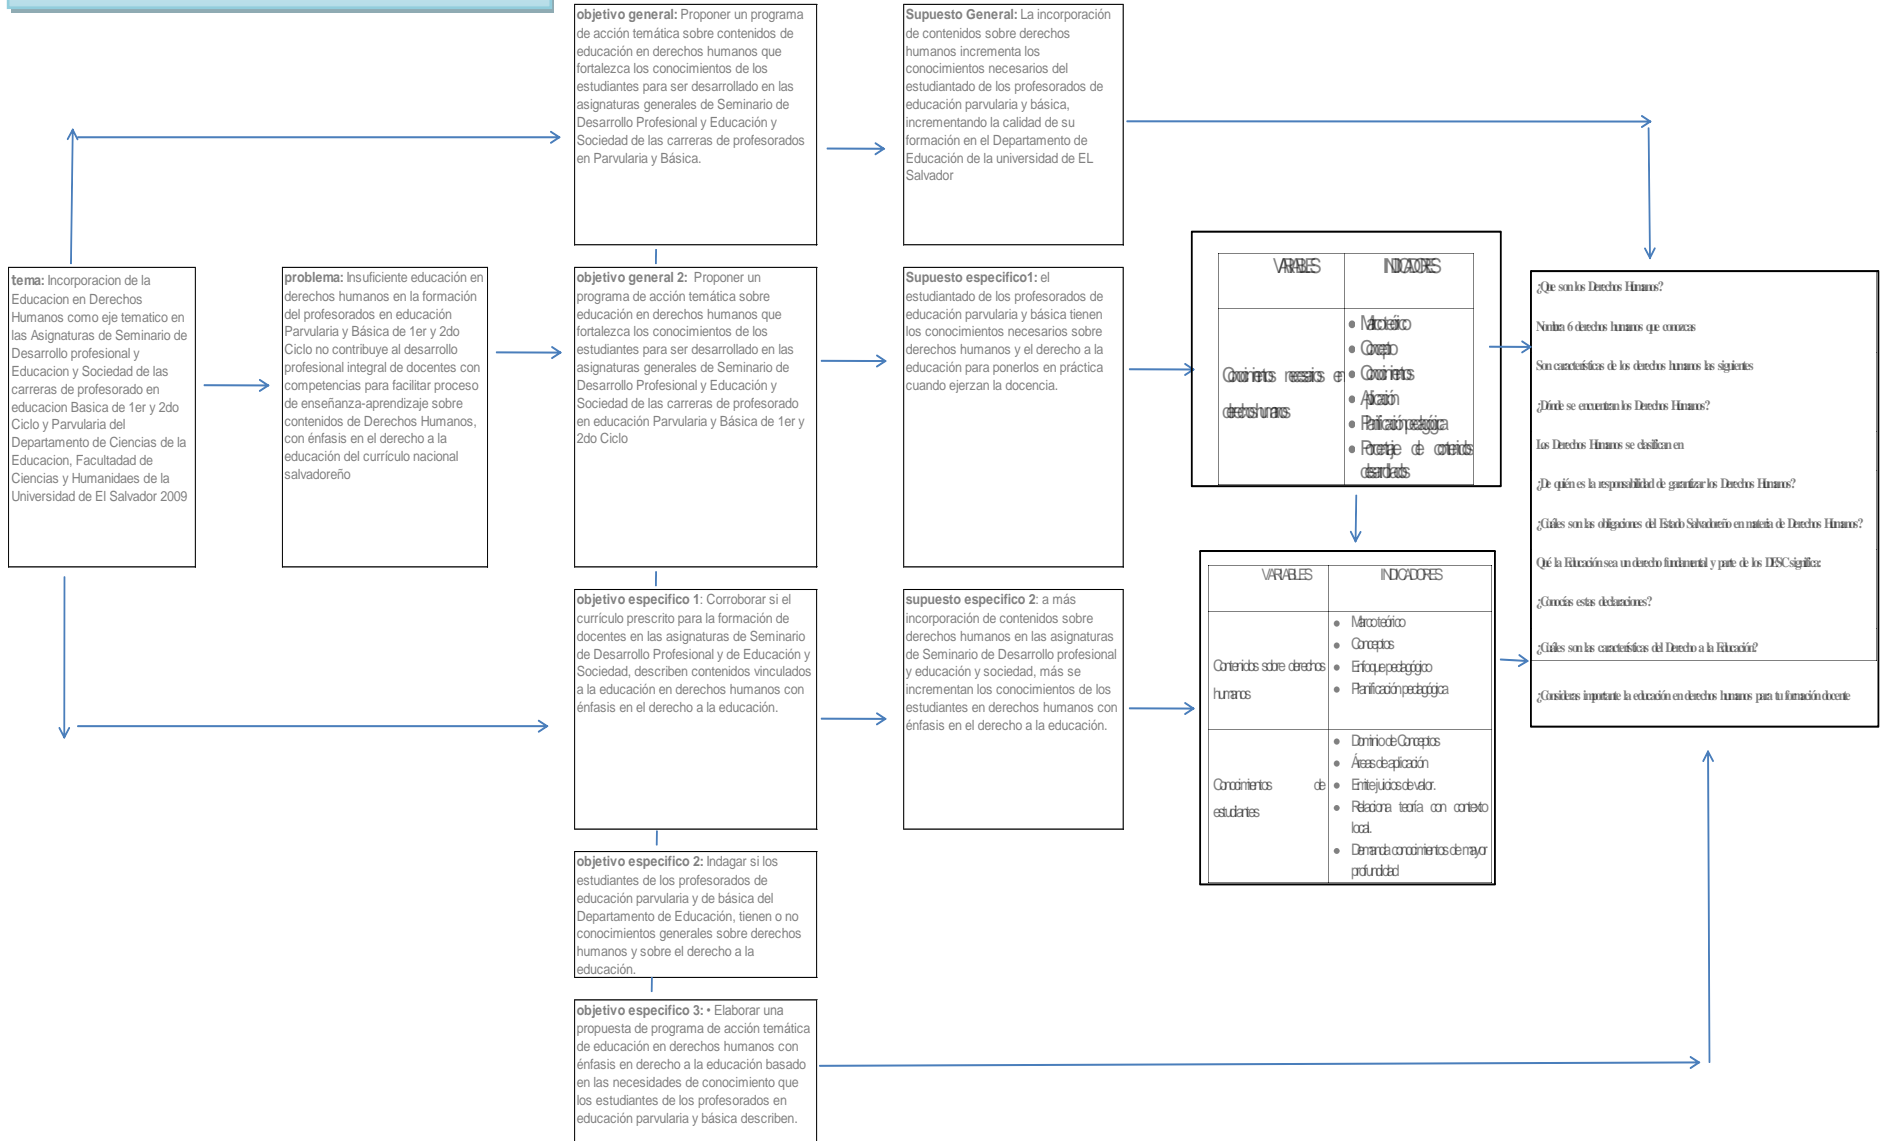 objetivo general: Proponer un programa
de acción temática sobre contenidos de
educación en derechos humanos que
fortalezca los conocimientos de los
estudiantes para ser desarrollado en las
asignaturas generales de Seminario de
Desarrollo Profesional y Educación y
Sociedad de las carreras de profesorados
en Parvularia y Básica.
Supuesto General: La incorporación
de contenidos sobre derechos
humanos incrementa los
conocimientos necesarios del
estudiantado de los profesorados de
educación parvularia y básica,
incrementando la calidad de su
formación en el Departamento de
Educación de la universidad de EL
Salvador
tema: Incorporacion de la
Educacion en Derechos
Humanos como eje tematico en
las Asignaturas de Seminario de
Desarrollo profesional y
Educacion y Sociedad de las
carreras de profesorado en
educacion Basica de 1er y 2do
Ciclo y Parvularia del
Departamento de Ciencias de la
Educacion, Facultadad de
Ciencias y Humanidaes de la
Universidad de El Salvador 2009
problema: Insuficiente educación en
derechos humanos en la formación
del profesorados en educación
Parvularia y Básica de 1er y 2do
Ciclo no contribuye al desarrollo
profesional integral de docentes con
competencias para facilitar proceso
de enseñanza-aprendizaje sobre
contenidos de Derechos Humanos,
con énfasis en el derecho a la
educación del currículo nacional
salvadoreño
objetivo general 2: Proponer un
programa de acción temática sobre
educación en derechos humanos que
fortalezca los conocimientos de los
estudiantes para ser desarrollado en las
asignaturas generales de Seminario de
Desarrollo Profesional y Educación y
Sociedad de las carreras de profesorado
en educación Parvularia y Básica de 1er y
2do Ciclo
Supuesto especifico1: el
estudiantado de los profesorados de
educación parvularia y básica tienen
los conocimientos necesarios sobre
derechos humanos y el derecho a la
educación para ponerlos en práctica
cuando ejerzan la docencia.
VARIABLES
INDICADORES
Conocimientos necesarios en
derechos humanos
• Marco teórico
• Concepto
• Conocimientos
• Aplicación
• Planificación pedagógica
• Porcentaje de contenidos
desarrollados
¿Que son los Derechos Humanos?
Nombra 6 derechos humanos que conozcas
Son características de los derechos humanos las siguientes
¿Dónde se encuentran los Derechos Humanos?
Los Derechos Humanos se clasifican en
¿De quién es la responsabilidad de garantizar los Derechos Humanos?
¿Cuáles son las obligaciones del Estado Salvadoreño en materia de Derechos Humanos?
Qué la Educación sea un derecho fundamental y parte de los DESC significa:
¿Conocías estas declaraciones?
¿Cuáles son las características del Derecho a la Educación?
¿Consideras importante la educación en derechos humanos para tu formación docente
objetivo especifico 1: Corroborar si el
currículo prescrito para la formación de
docentes en las asignaturas de Seminario
de Desarrollo Profesional y de Educación y
Sociedad, describen contenidos vinculados
a la educación en derechos humanos con
énfasis en el derecho a la educación.
supuesto especifico 2: a más
incorporación de contenidos sobre
derechos humanos en las asignaturas
de Seminario de Desarrollo profesional
y educación y sociedad, más se
incrementan los conocimientos de los
estudiantes en derechos humanos con
énfasis en el derecho a la educación.
VARIABLES
INDICADORES
Contenidos sobre derechos
humanos
• Marco teórico
• Conceptos
• Enfoque pedagógico
• Planificación pedagógica
Conocimientos de
estudiantes
• Dominio de Conceptos
• Áreas de aplicación
• Emite juicios de valor.
• Relaciona teoría con contexto
local.
• Demanda conocimientos de mayor
profundidad
objetivo especifico 2: Indagar si los
estudiantes de los profesorados de
educación parvularia y de básica del
Departamento de Educación, tienen o no
conocimientos generales sobre derechos
humanos y sobre el derecho a la
educación.
objetivo especifico 3: • Elaborar una
propuesta de programa de acción temática
de educación en derechos humanos con
énfasis en derecho a la educación basado
en las necesidades de conocimiento que
los estudiantes de los profesorados en
educación parvularia y básica describen.